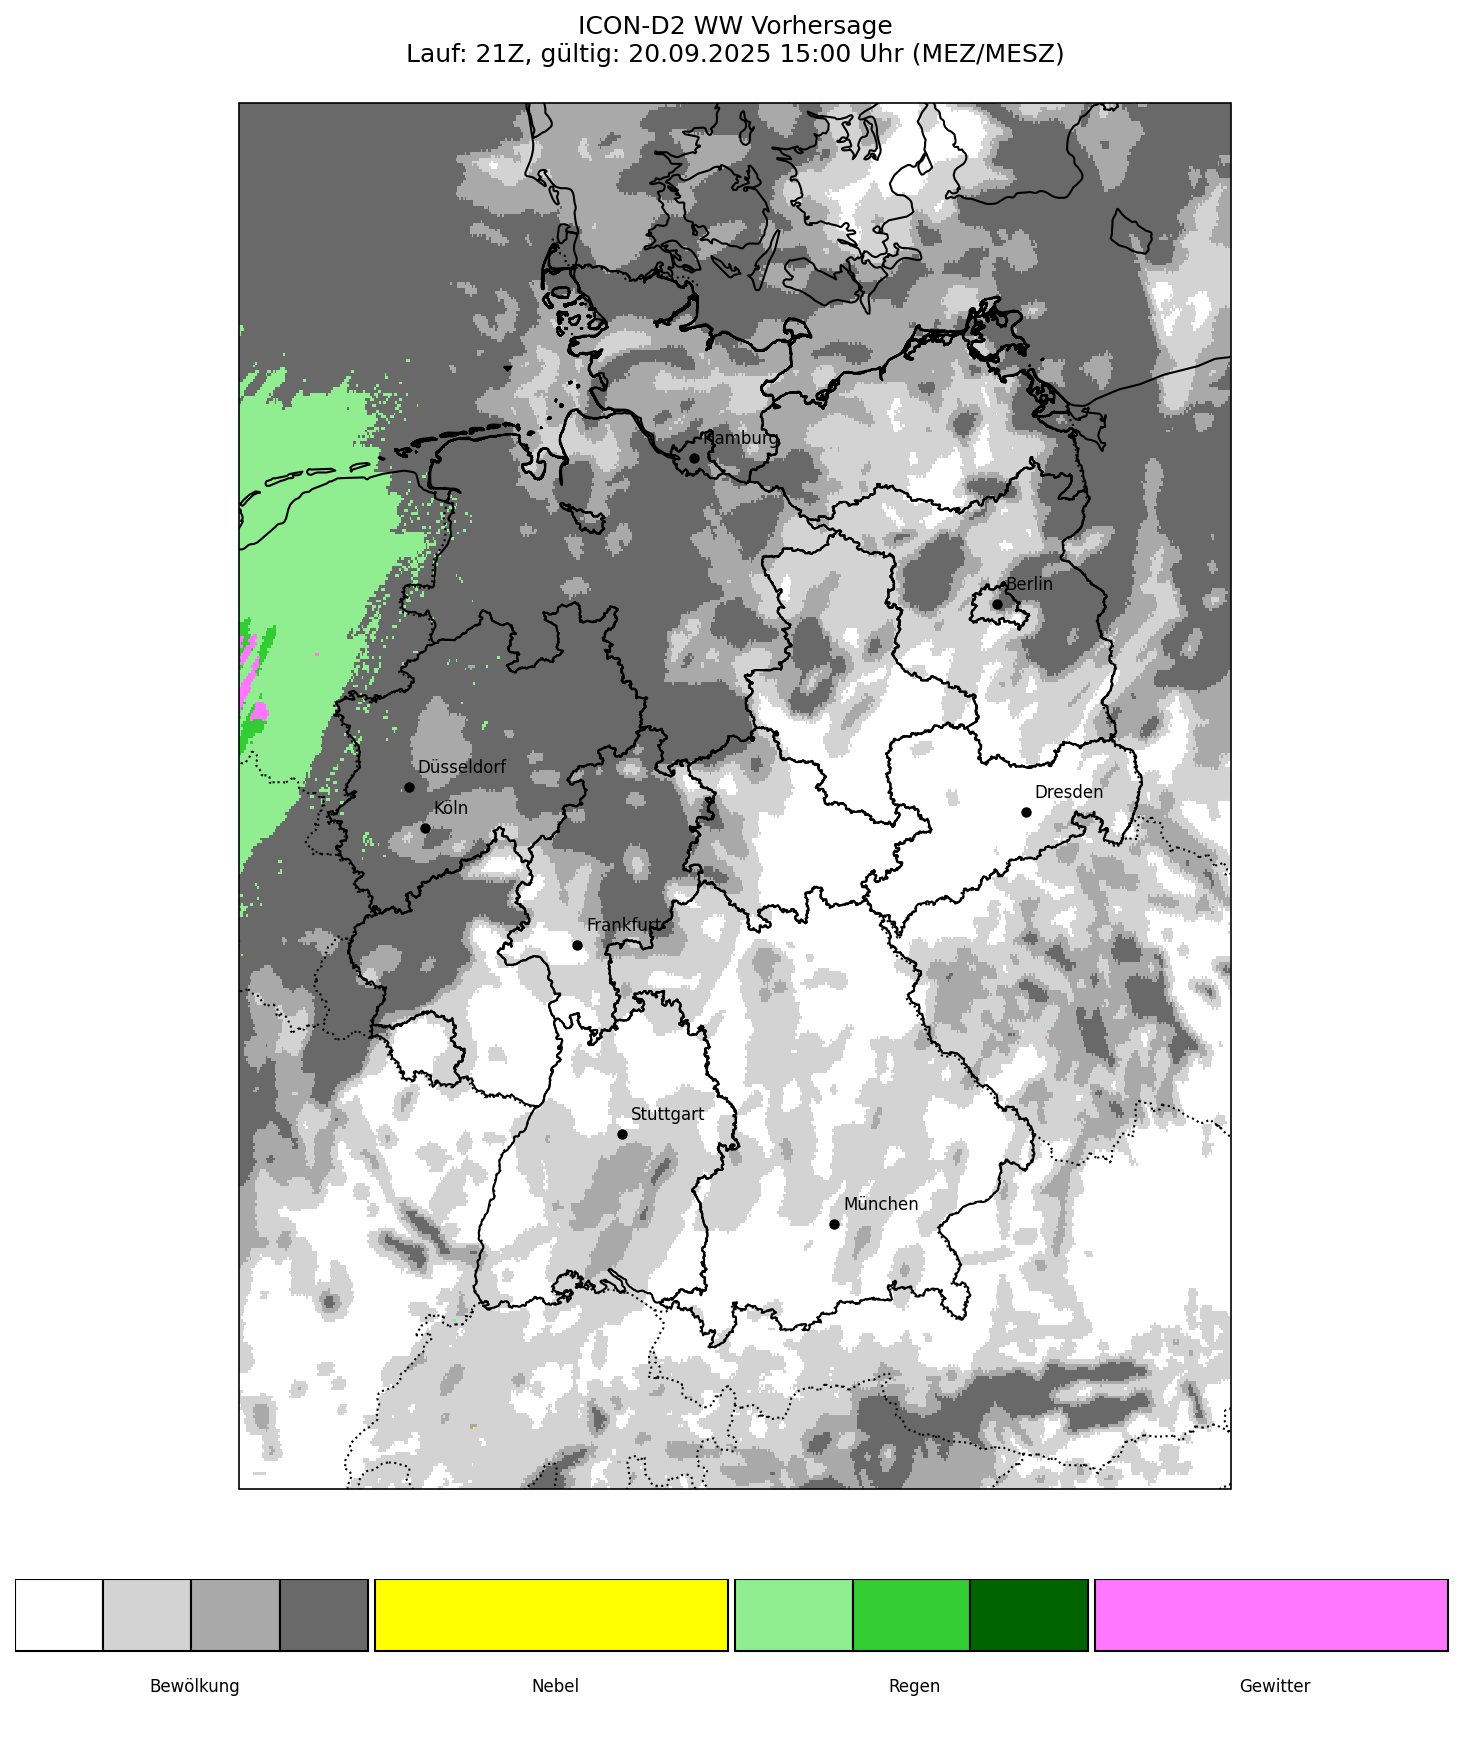 ICON-D2 WW Vorhersage
Lauf: 21Z, gültig: 20.09.2025 15:00 Uhr (MEZ/MESZ)
Hamburg
Berlin
Düsseldorf
Dresden
Köln
Frankfurt
Stuttgart
München
Bewölkung
Nebel
Regen
Gewitter